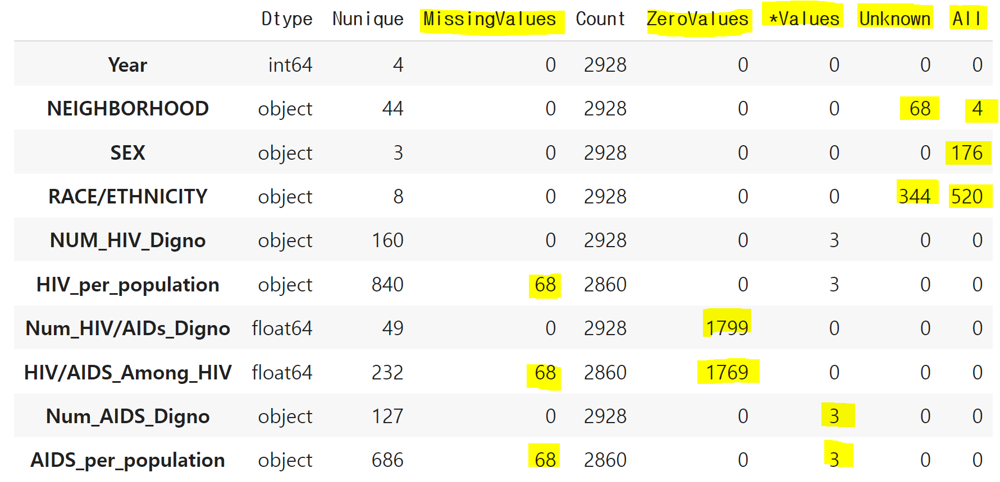 Dtype Nunique MissingValues Count ZeroValues *Values Unknown All
Year int64 4 0 2928 0 0 0 0
NEIGHBORHOOD object 44 0 2928 0 0 68 4
SEX object 3 0 2928 0 0 0 176
RACE/ETHNICITY object 8 0 2928 0 0 344 520
NUM_HIV_Digno object 160 0 2928 0 3 0 0
HIV_per_population object 840 68 2860 0 3 0 0
Num_HIV/AIDs_Digno float64 49 0 2928 1799 0 0 0
HIV/AIDS_Among_HIV float64 232 68 2860 1769 0 0 0
Num_AIDS_Digno object 127 0 2928 0 3 0 0
AIDS_per_population object 686 68 2860 0 3 0 0